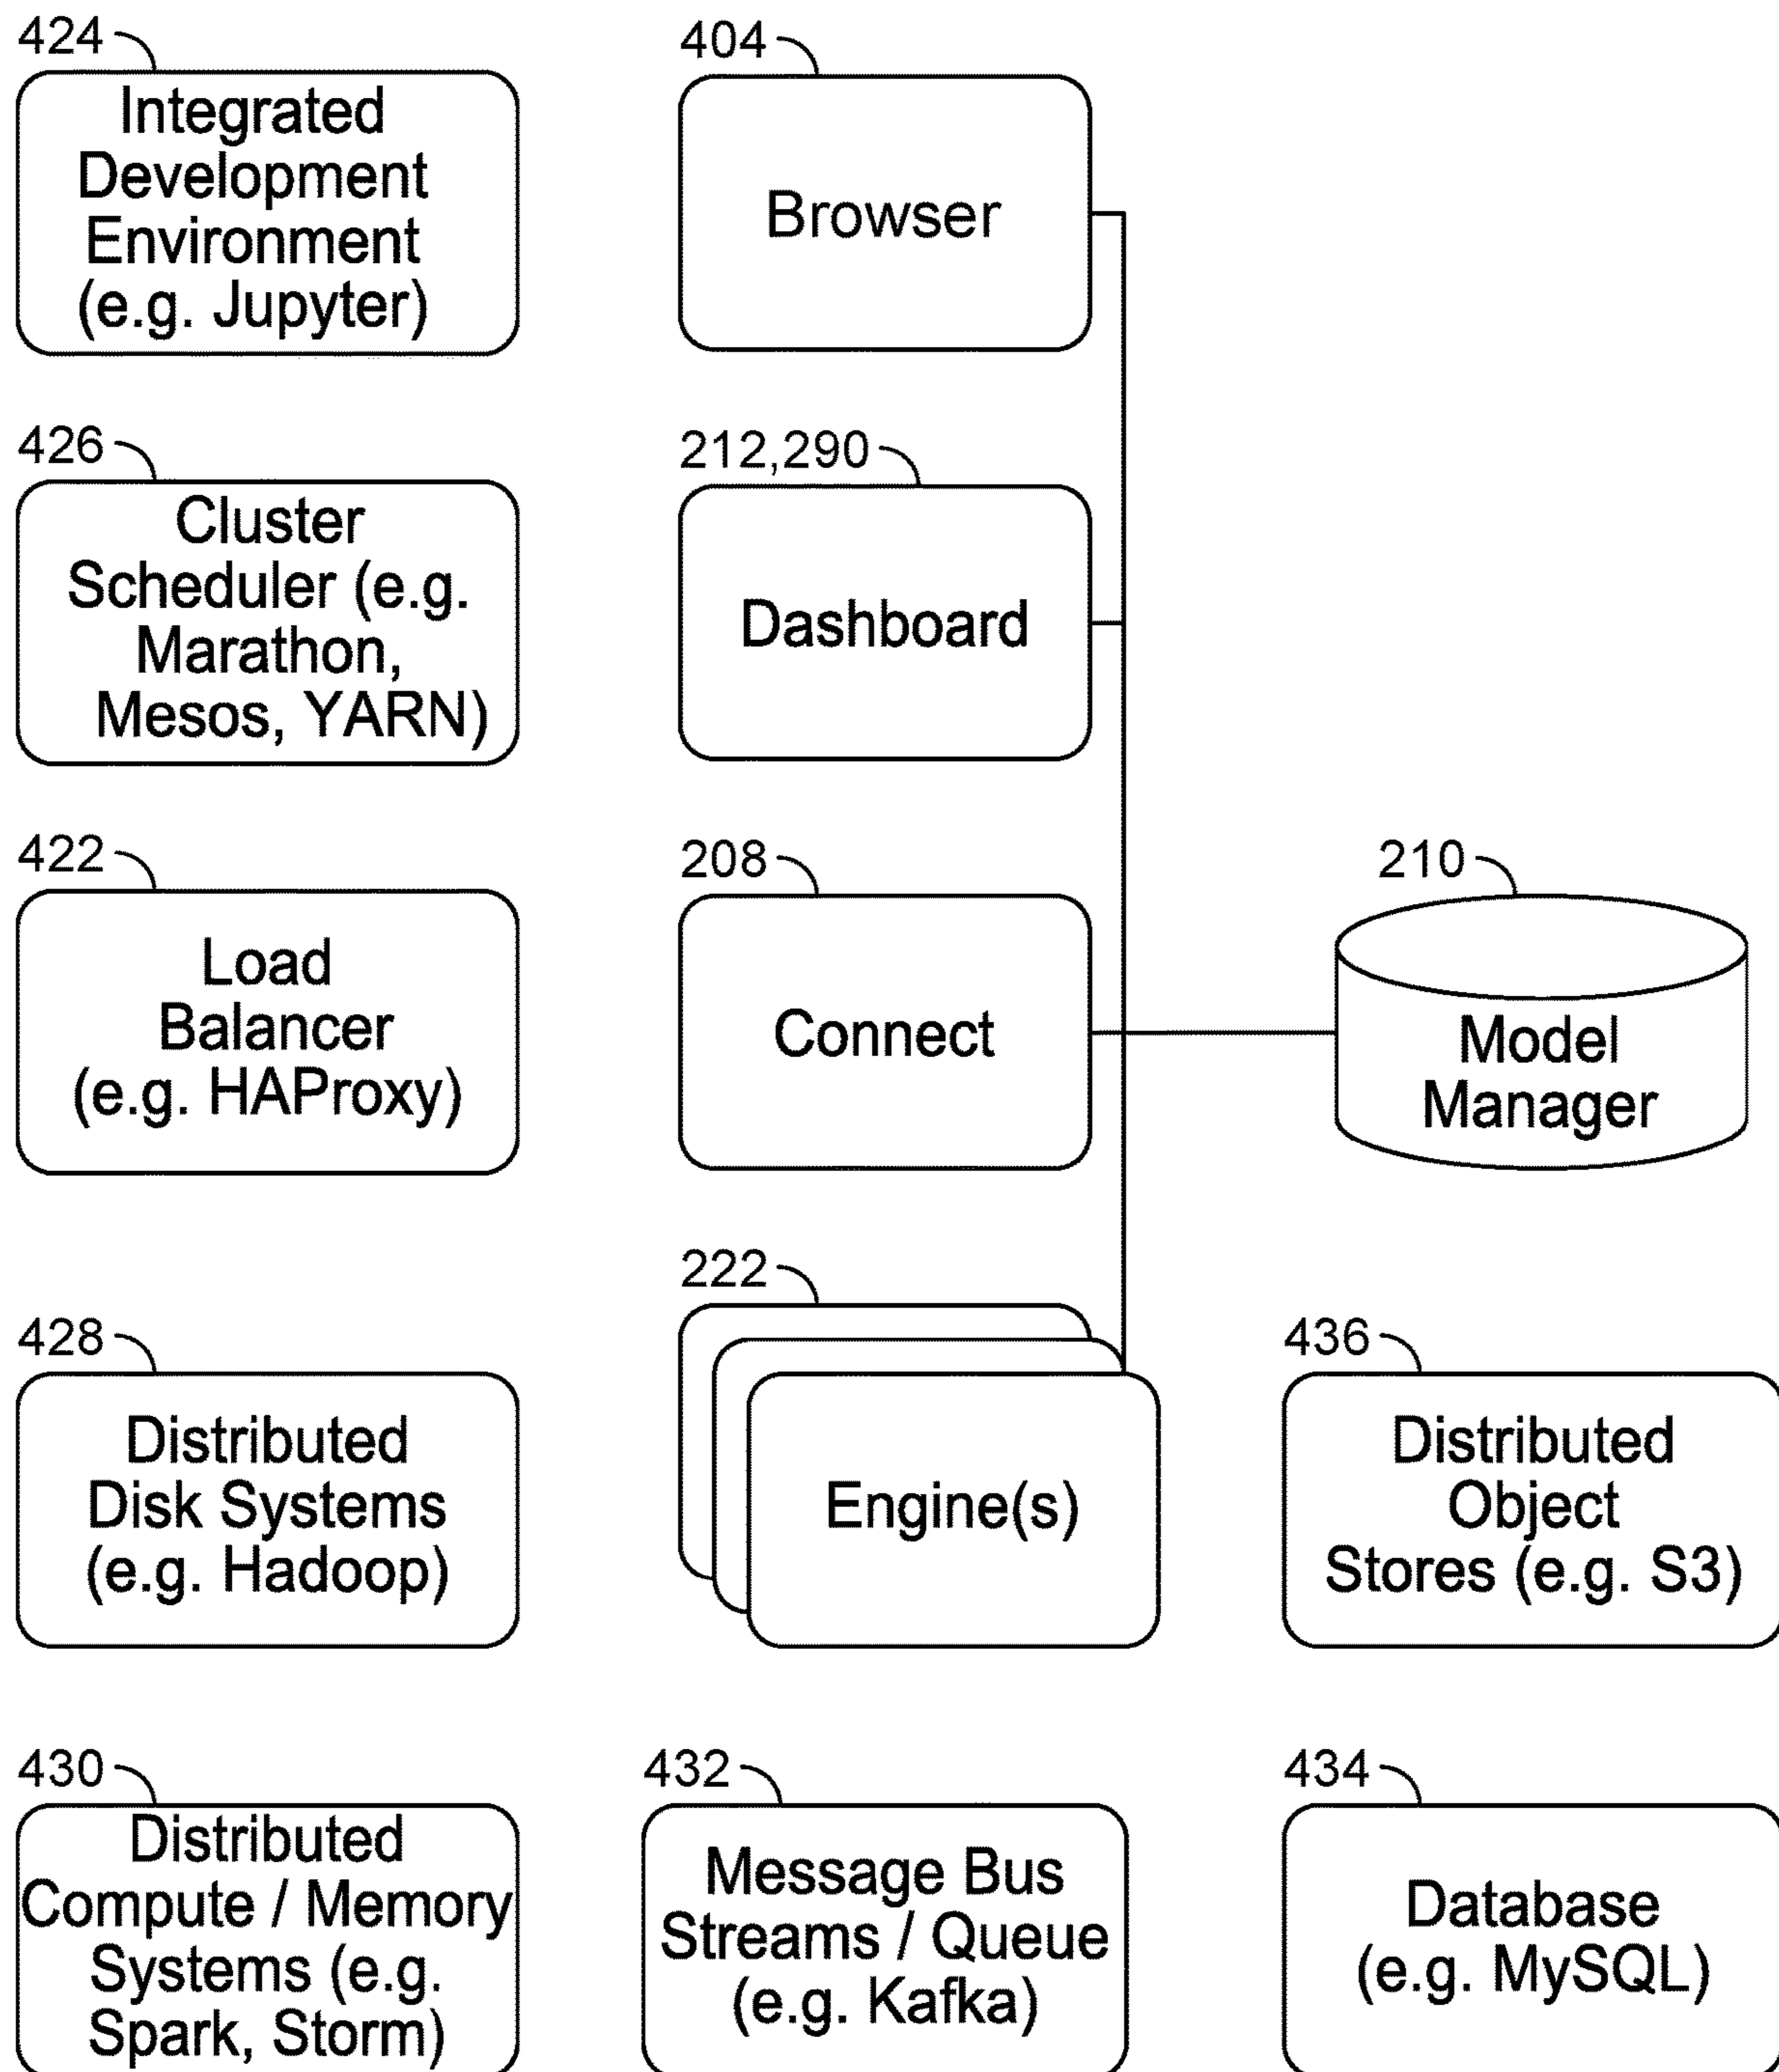 424
Integrated
Development
Environment
(e.g. Jupyter)
404
Browser
426
Cluster
Scheduler (e.g.
Marathon,
Mesos, YARN)
212,290
Dashboard
422
Load
Balancer
(e.g. HAProxy)
208
Connect
210
Model
Manager
428
Distributed
Disk Systems
(e.g. Hadoop)
222
Engine(s)
436
Distributed
Object
Stores (e.g. S3)
430
Distributed
Compute / Memory
Systems (e.g.
Spark, Storm)
432
Message Bus
Streams / Queue
(e.g. Kafka)
434
Database
(e.g. MySQL)